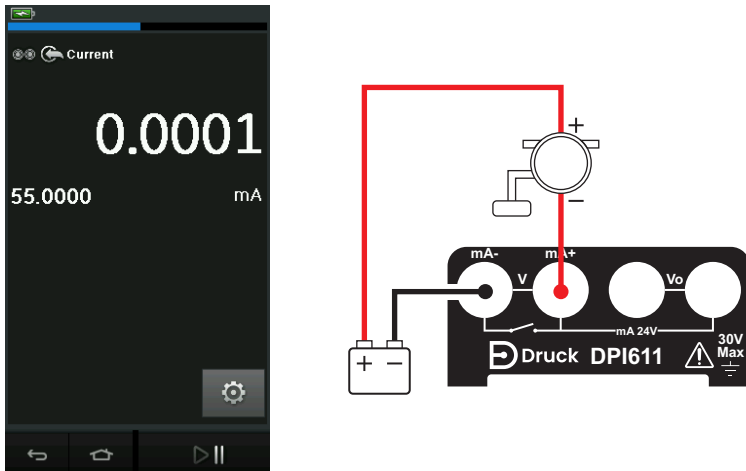 Current
0.0001
55.0000 mA
+
−
mA- mA+
V Vo
mA 24V
+ −
Druck DPI611
30V
Max